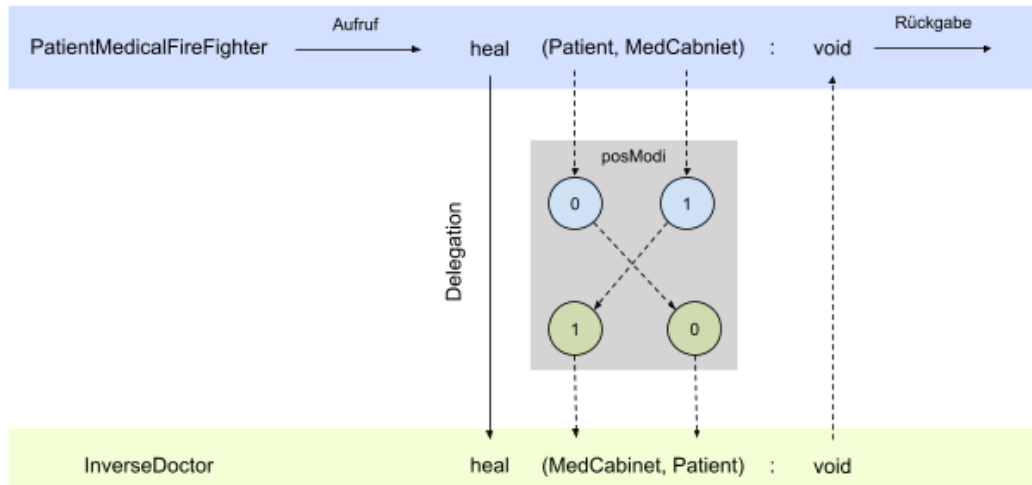 Aufruf
Rückgabe
PatientMedicalFireFighter heal (Patient, MedCabniet) : void
posModi
0 1
Delegation
1 0
InverseDoctor heal (MedCabinet, Patient) : void